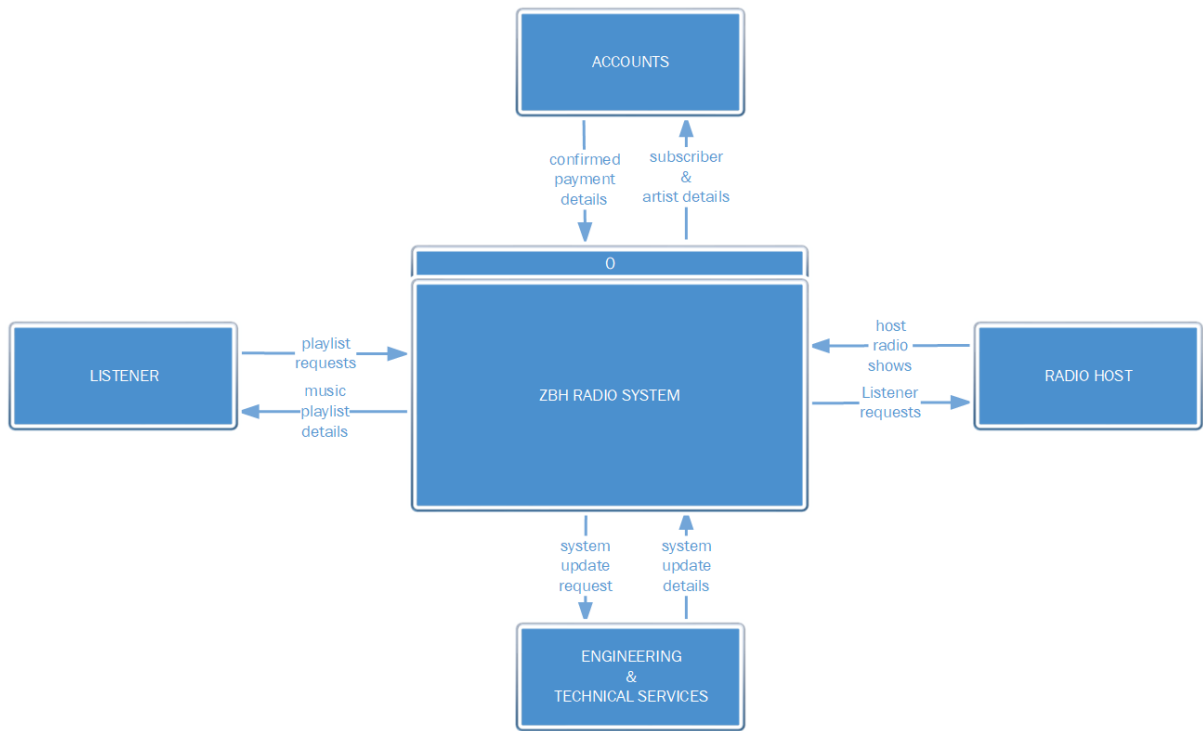 ACCOUNTS
confirmed
payment
details
subscriber
&
artist details
0
ZBH RADIO SYSTEM
LISTENER
playlist
requests
music
playlist
details
host
radio
shows
Listener
requests
RADIO HOST
system
update
request
system
update
details
ENGINEERING
&
TECHNICAL SERVICES